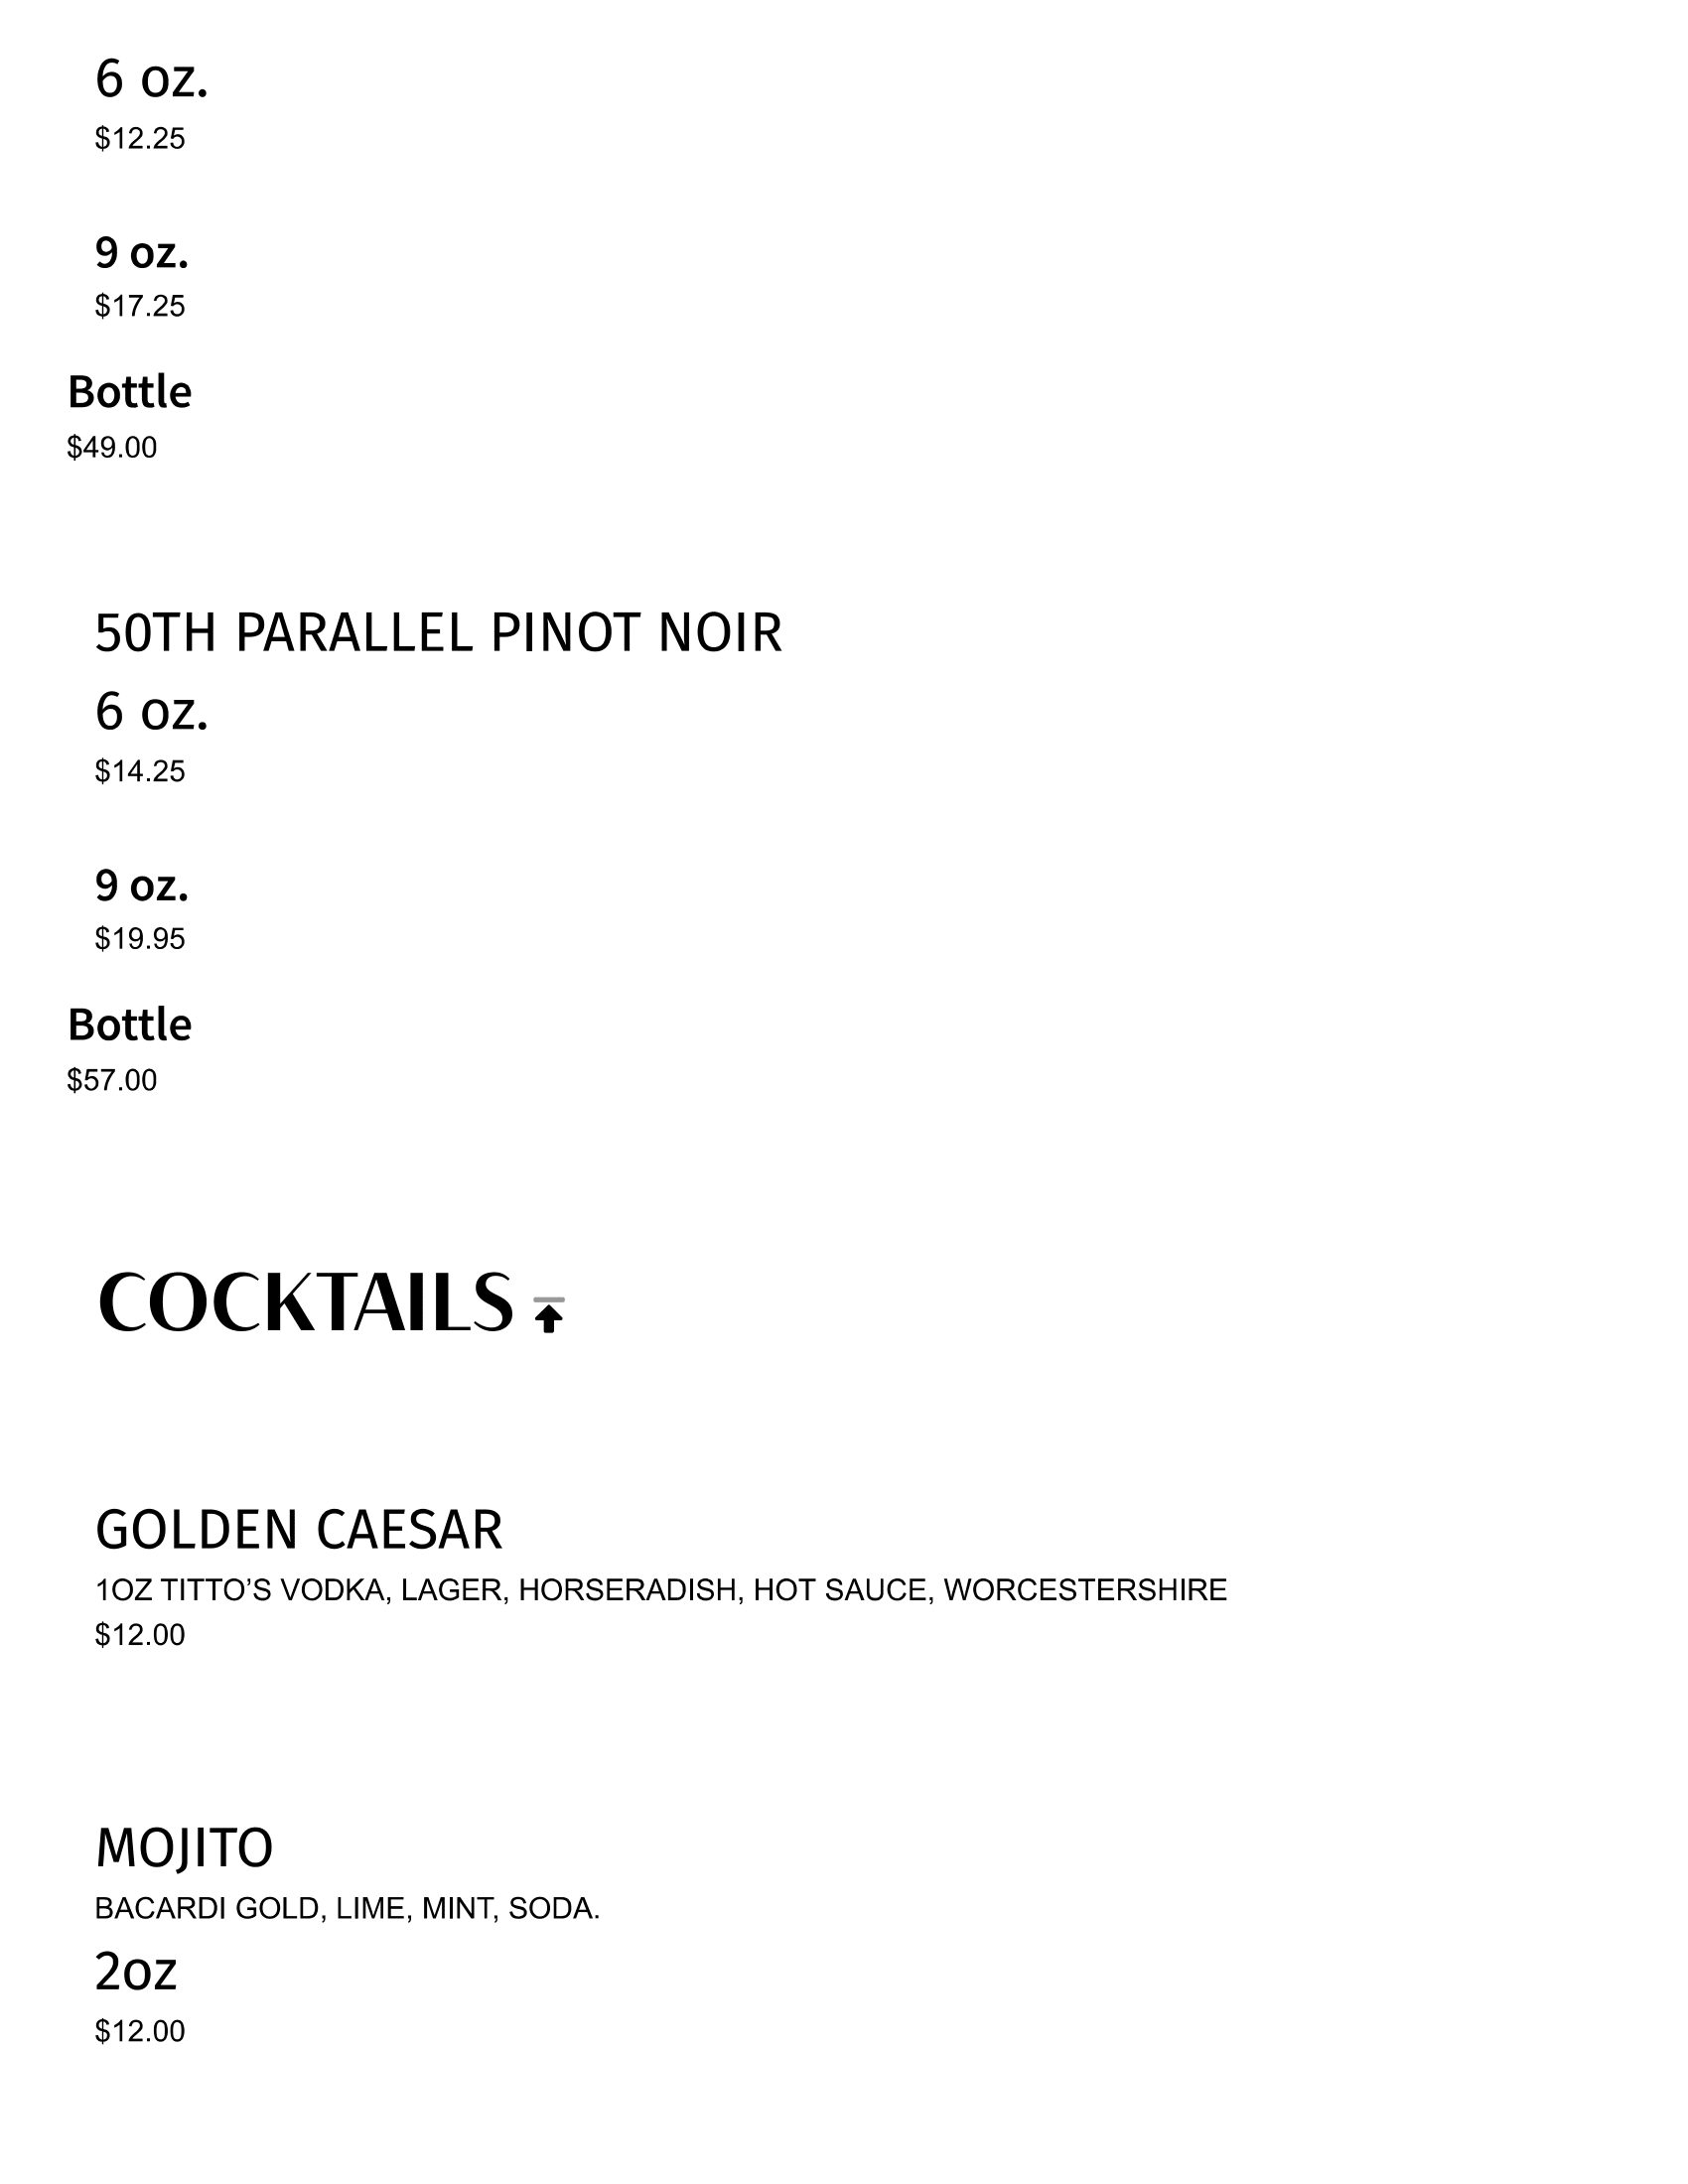 6 oz.
$12.25
9 oz.
$17.25
Bottle
$49.00
50TH PARALLEL PINOT NOIR
6 oz.
$14.25
9 oz.
$19.95
Bottle
$57.00
COCKTAILS
GOLDEN CAESAR
1OZ TITTO’S VODKA, LAGER, HORSERADISH, HOT SAUCE, WORCESTERSHIRE
$12.00
MOJITO
BACARDI GOLD, LIME, MINT, SODA.
2oz
$12.00